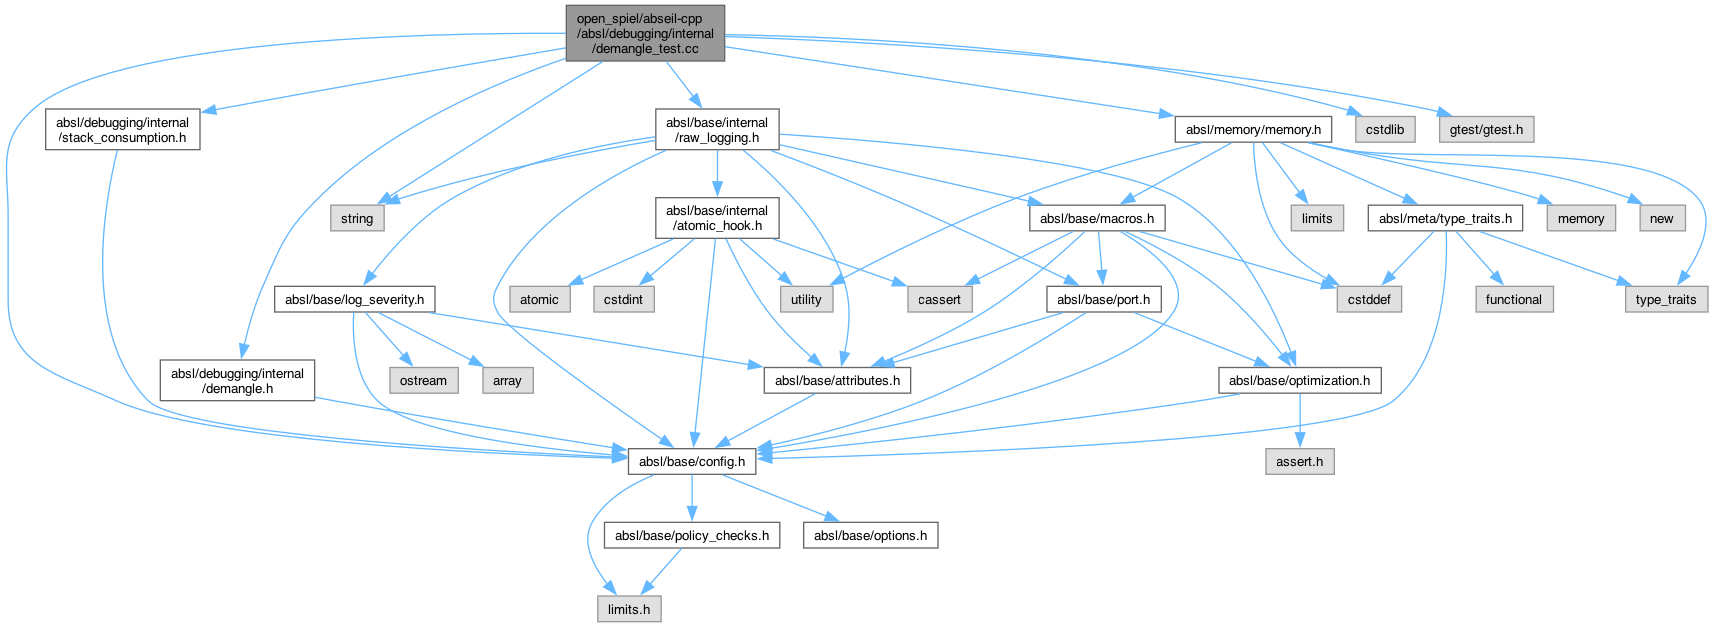 open_spiel/abseil-cpp
/absl/debugging/internal
/demangle_test.cc
absl/debugging/internal
/stack_consumption.h
absl/base/internal
/raw_logging.h
absl/memory/memory.h
cstdlib
gtest/gtest.h
string
absl/base/internal
/atomic_hook.h
absl/base/macros.h
limits
absl/meta/type_traits.h
memory
new
absl/base/log_severity.h
atomic
cstdint
utility
cassert
absl/base/port.h
cstddef
functional
type_traits
absl/debugging/internal
/demangle.h
ostream
array
absl/base/attributes.h
absl/base/optimization.h
absl/base/config.h
assert.h
absl/base/policy_checks.h
absl/base/options.h
limits.h